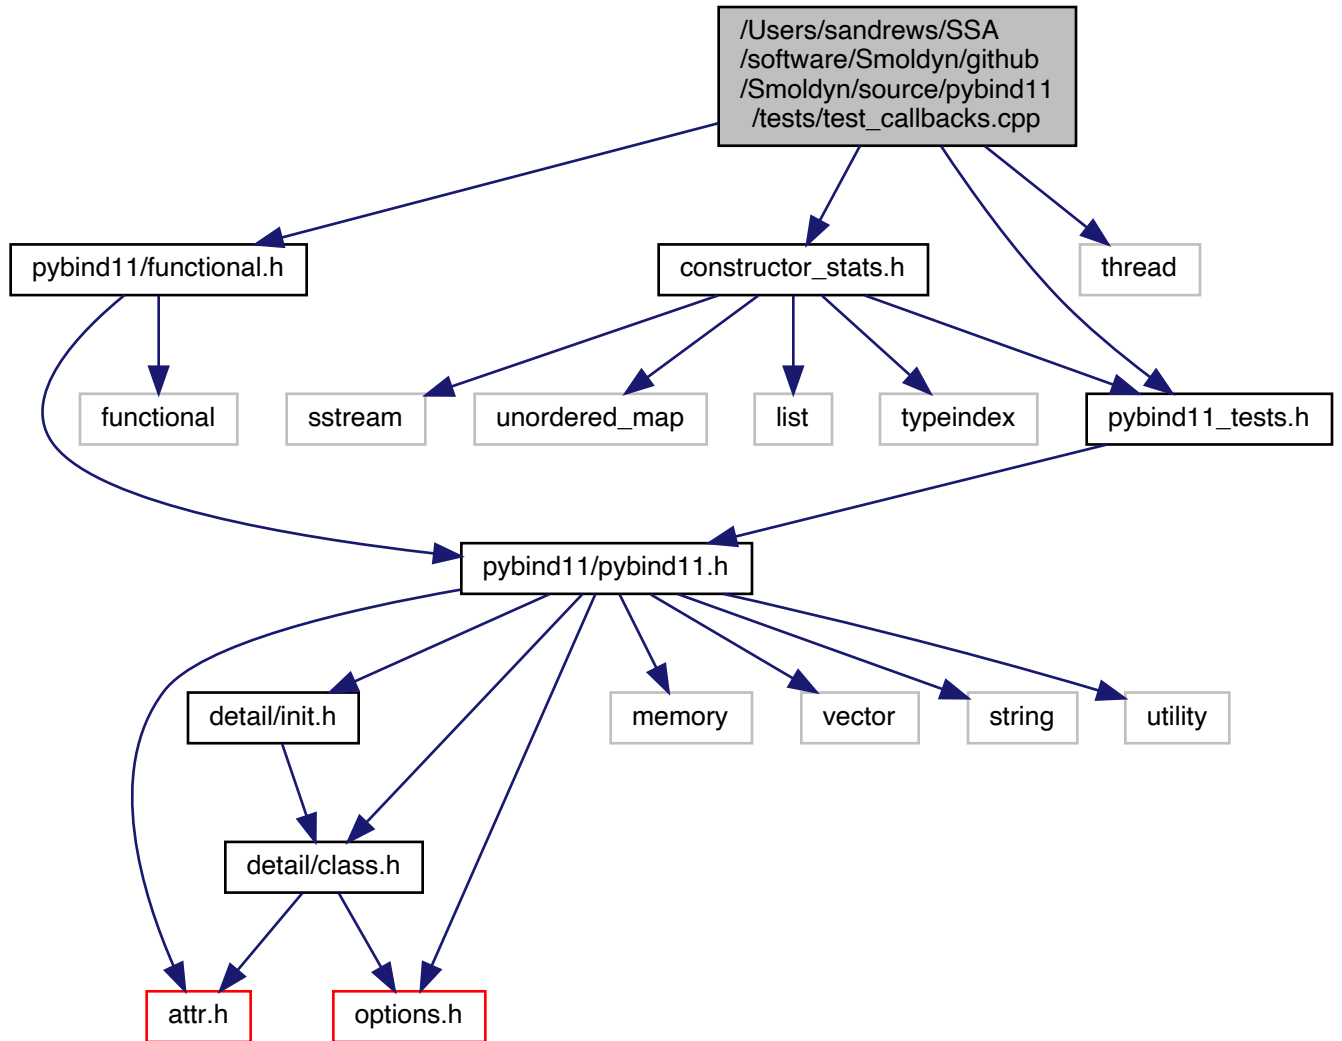 /Users/sandrews/SSA
/software/Smoldyn/github
/Smoldyn/source/pybind11
/tests/test_callbacks.cpp
pybind11/functional.h
constructor_stats.h
thread
functional
sstream
unordered_map
list
typeindex
pybind11_tests.h
pybind11/pybind11.h
detail/init.h
memory
vector
string
utility
detail/class.h
attr.h
options.h